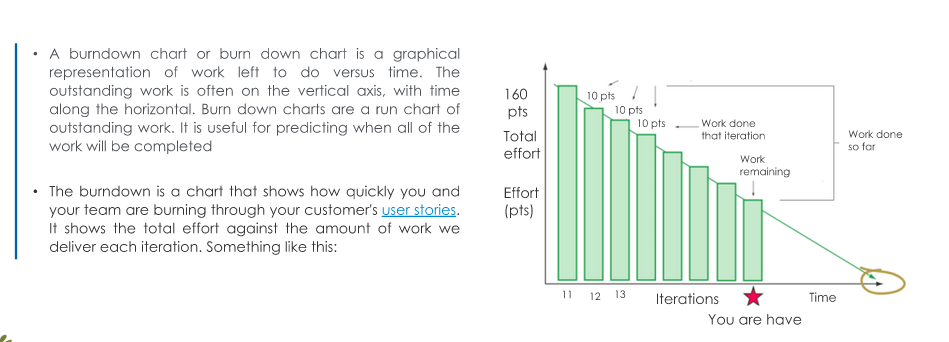 • A burndown chart or burn down chart is a graphical
representation of work left to do versus time. The
outstanding work is often on the vertical axis, with time
along the horizontal. Burn down charts are a run chart of
outstanding work. It is useful for predicting when all of the
work will be completed
• The burndown is a chart that shows how quickly you and
your team are burning through your customer's user stories.
It shows the total effort against the amount of work we
deliver each iteration. Something like this:
160
pts
Total
effort
Effort
(pts)
10 pts
10 pts
10 pts
Work done
that iteration
Work
remaining
Work done
so far
11 12 13 Iterations Time
You are have